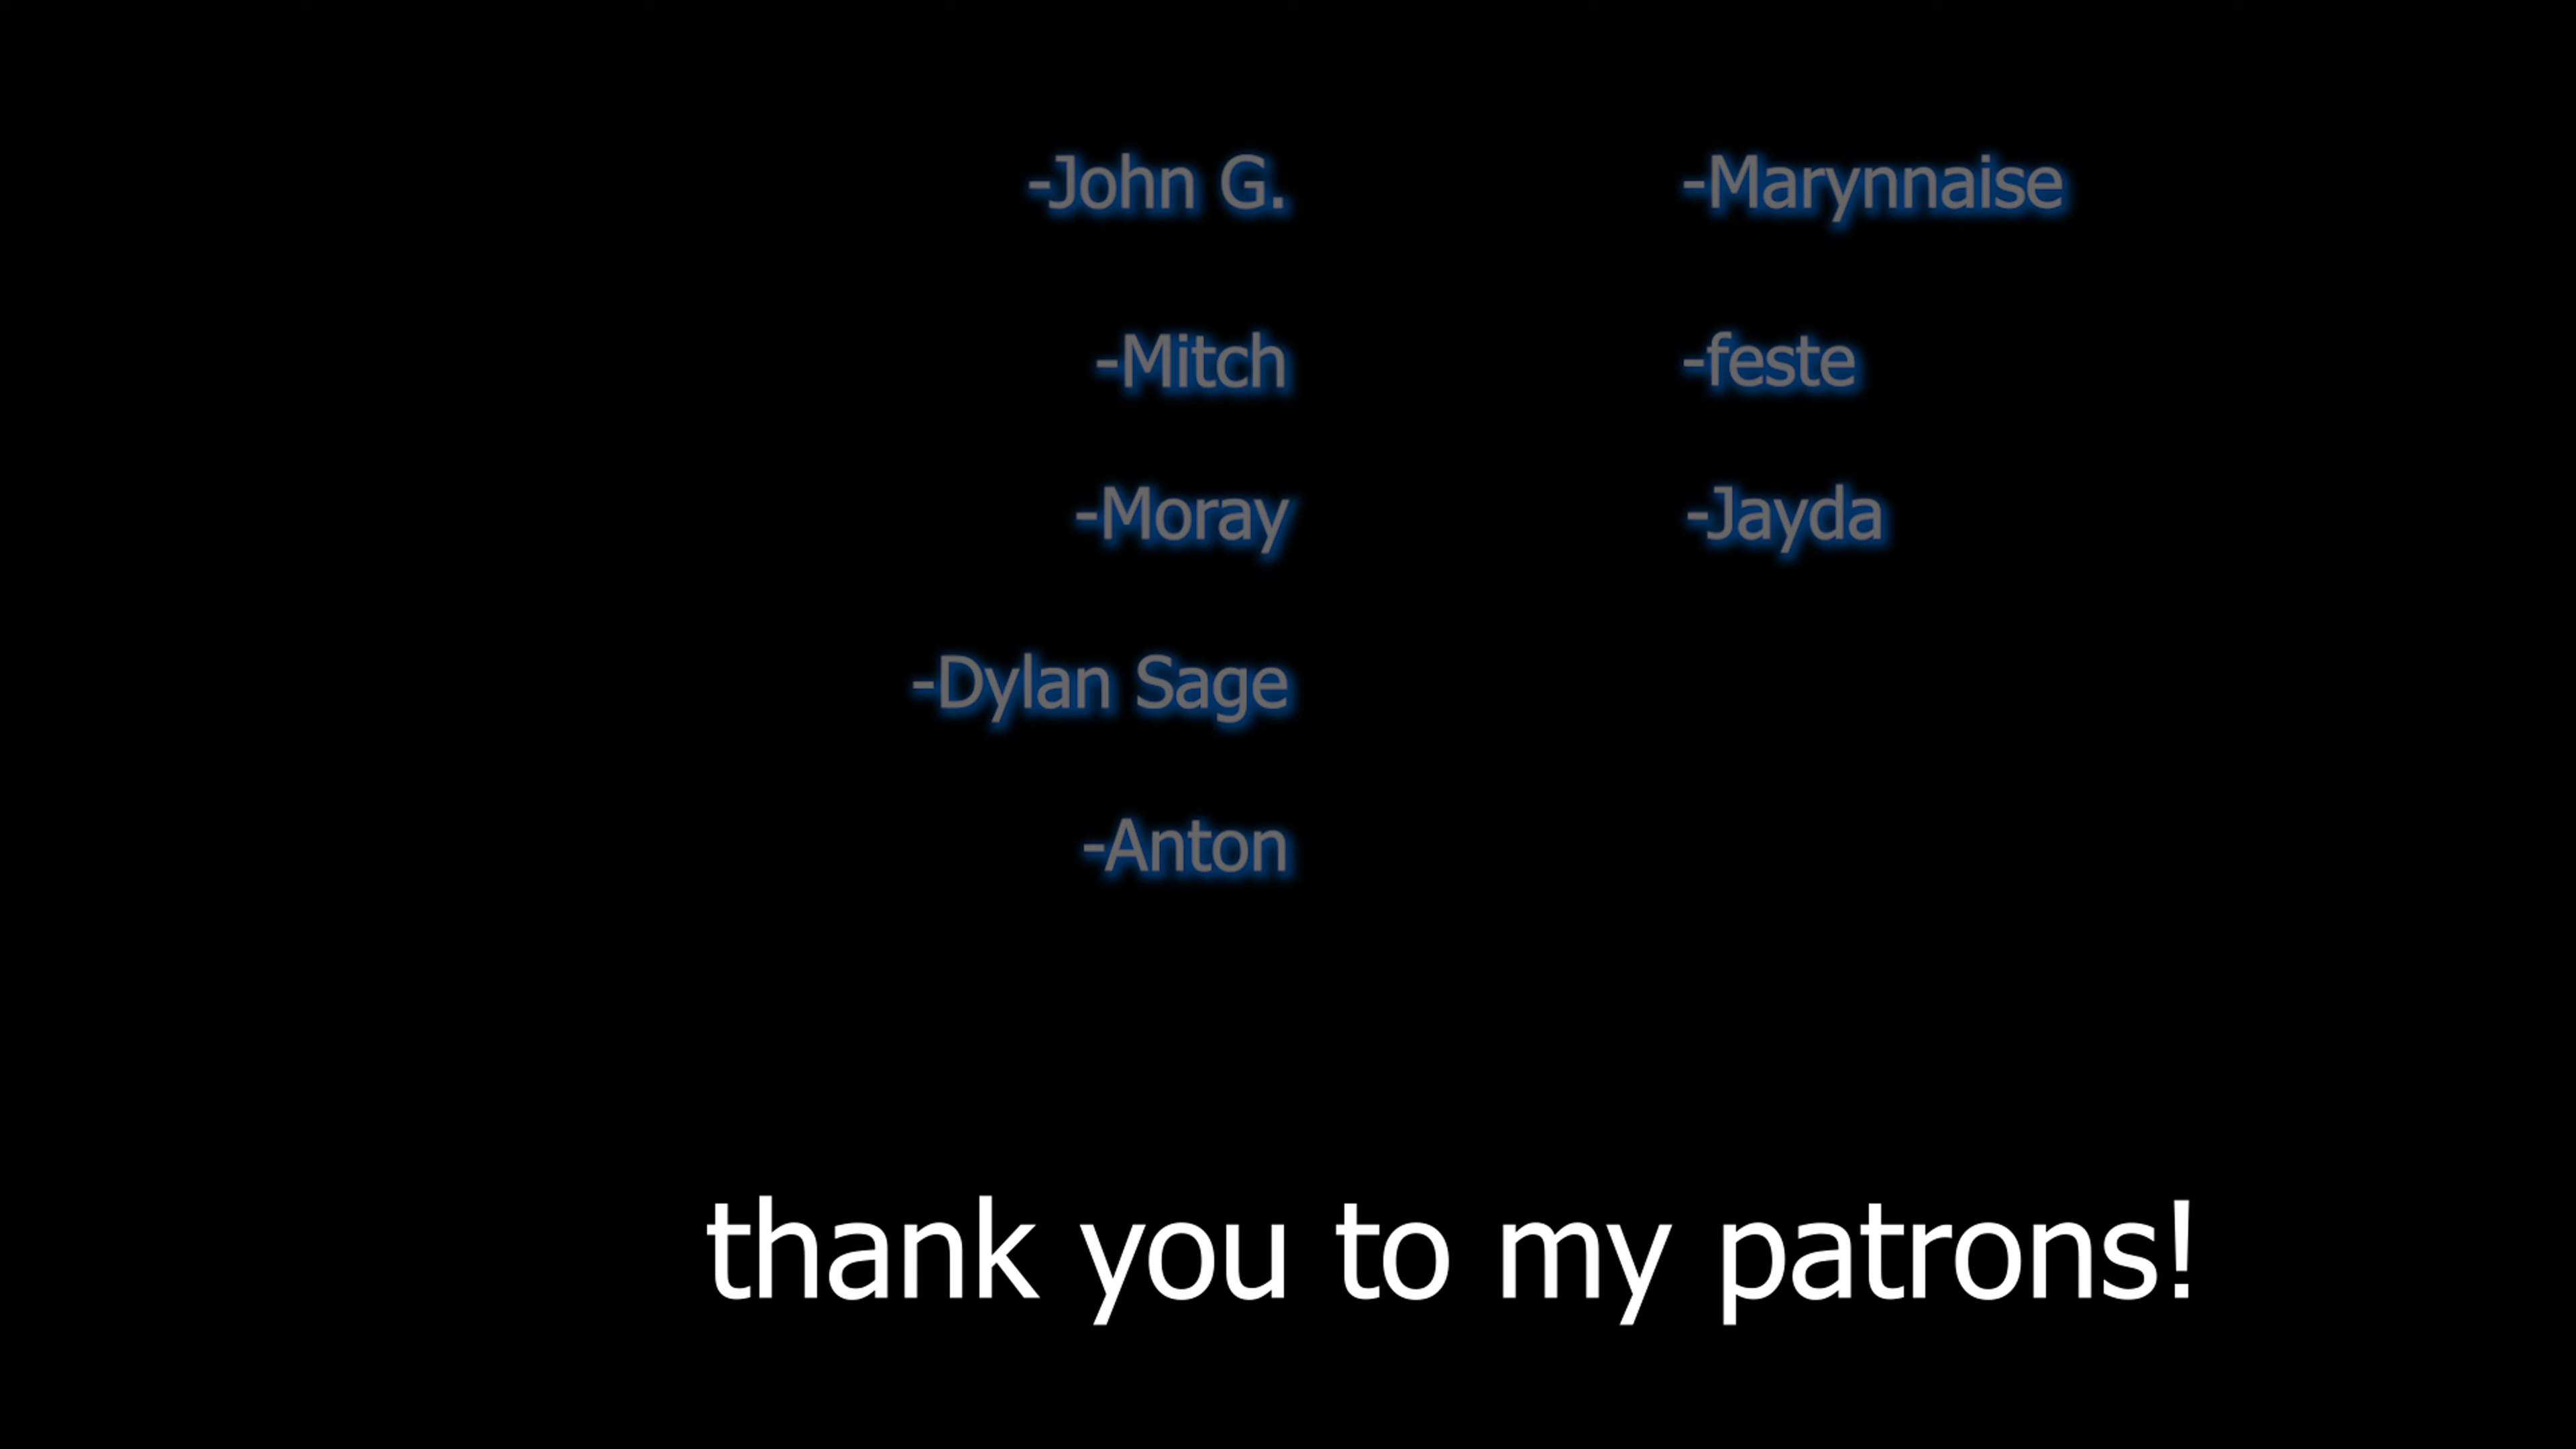 -John G.
-Mitch
-Moray
-Dylan Sage
-Anton
-Marynnaise
-feste
-Jayda
thank you to my patrons!